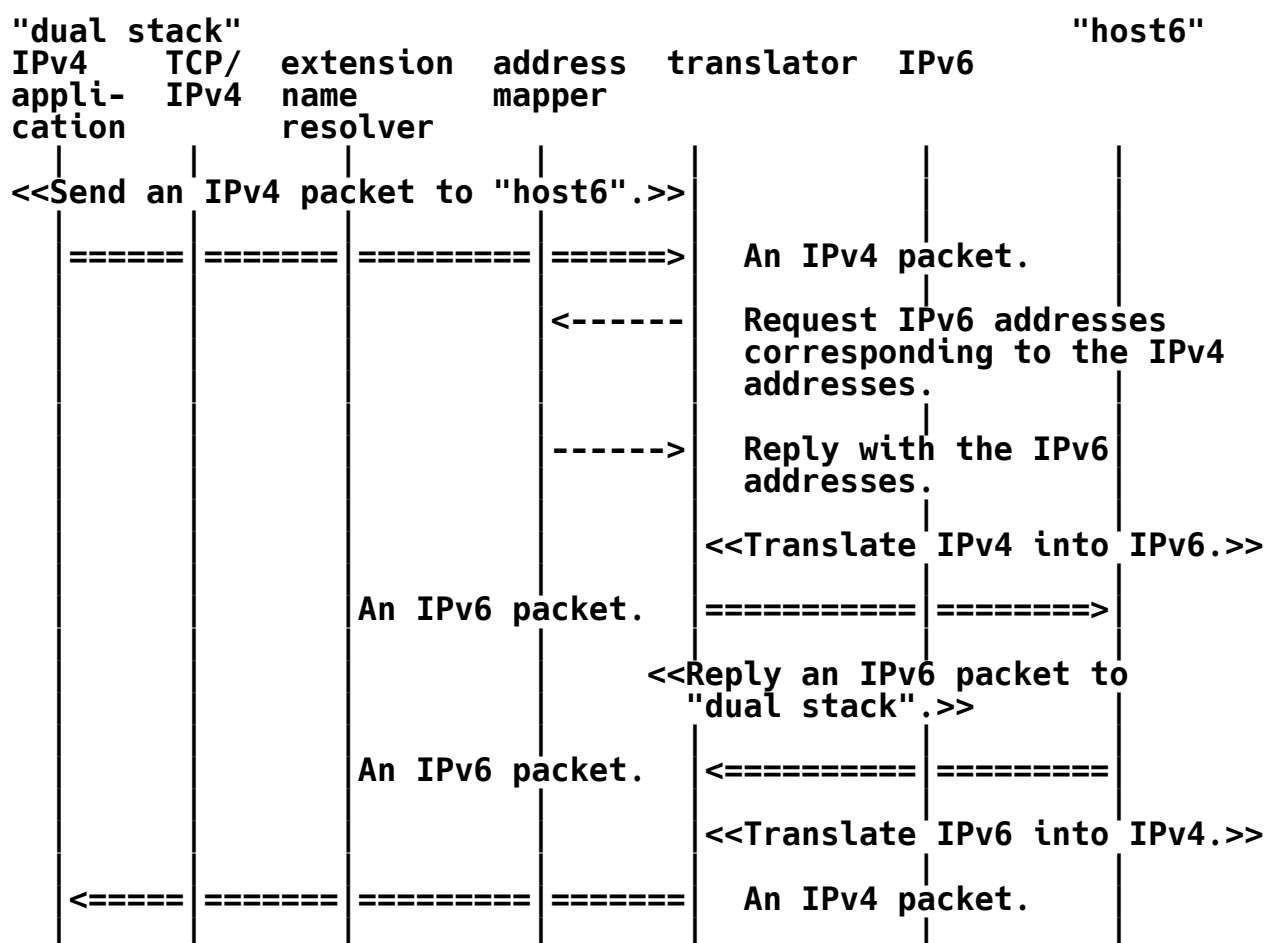 "dual stack" "host6"
IPv4 TCP/ extension address translator IPv6
appli- IPv4 name mapper
cation resolver
<<Send an IPv4 packet to "host6".>>
====== ======= ========= ======> An IPv4 packet.
<------ Request IPv6 addresses
corresponding to the IPv4
addresses.
------> Reply with the IPv6
addresses.
<<Translate IPv4 into IPv6.>>
An IPv6 packet. =========== ========>
<<Reply an IPv6 packet to
"dual stack".>>
An IPv6 packet. <========== =========
<<Translate IPv6 into IPv4.>>
<===== ======= ========= ======= An IPv4 packet.